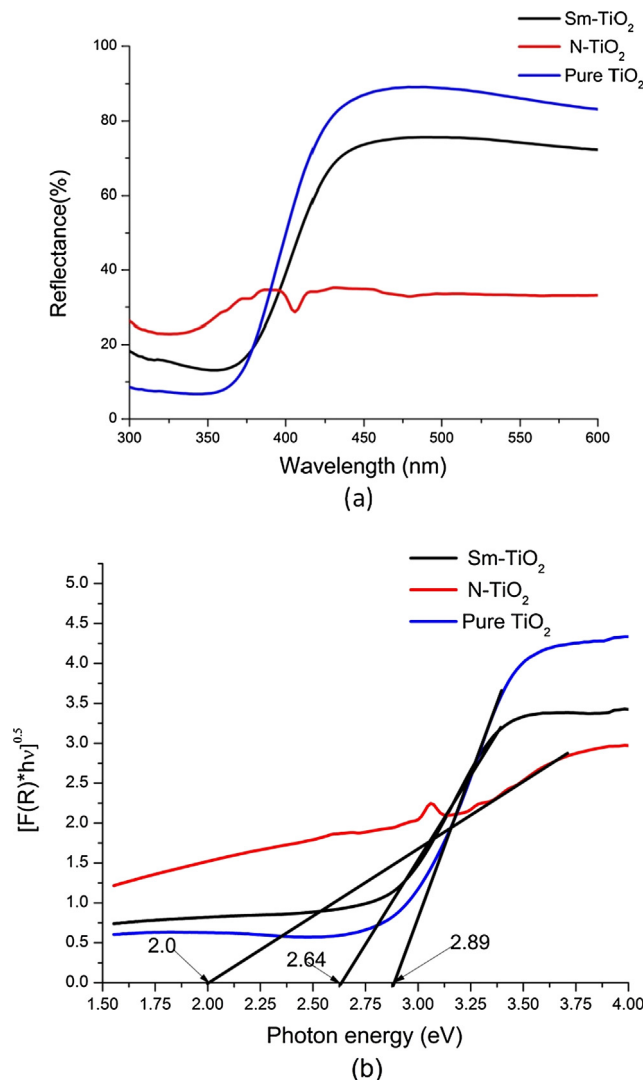 Sm-TiO₂
N-TiO₂
Pure TiO₂
100
80
60
40
20
0
Reflectance(%)
300 350 400 450 500 550 600
Wavelength (nm)
(a)
Sm-TiO₂
N-TiO₂
Pure TiO₂
5.0
4.5
4.0
3.5
3.0
2.5
2.0
1.5
1.0
0.5
0.0
[F(R)*hν]⁰·⁵
2.0
2.64
2.89
1.50 1.75 2.00 2.25 2.50 2.75 3.00 3.25 3.50 3.75 4.00
Photon energy (eV)
(b)